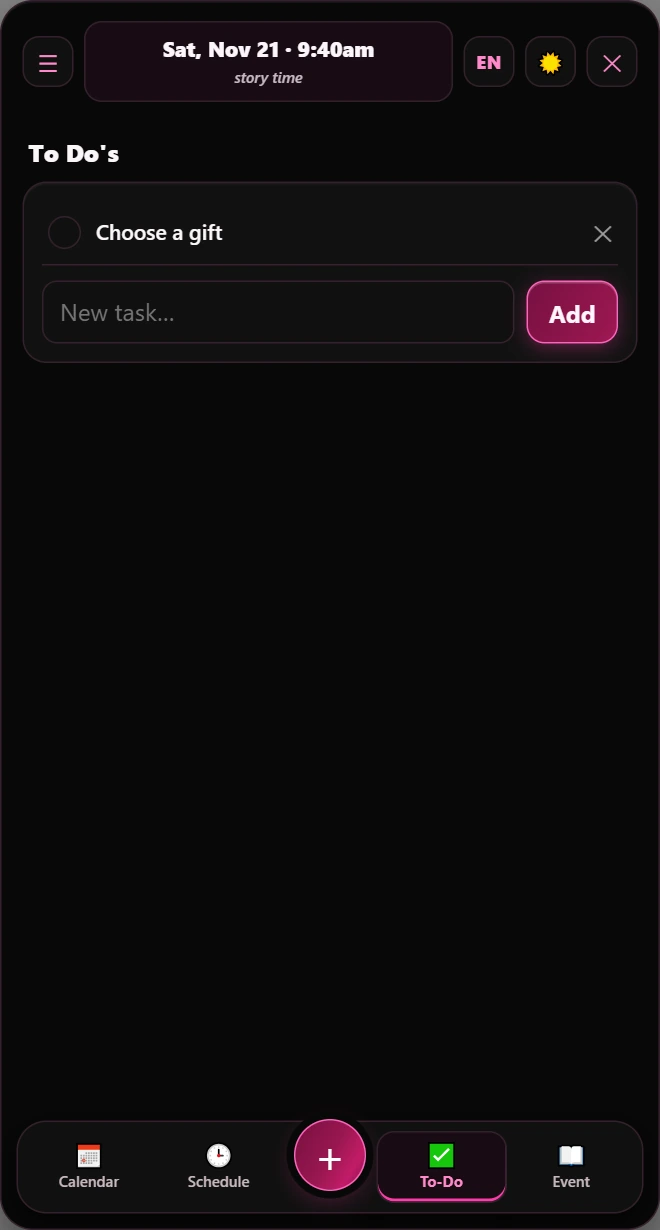 Sat, Nov 21 · 9:40am
story time
EN
To Do's
Choose a gift
New task...
Add
Calendar
Schedule
+
To-Do
Event